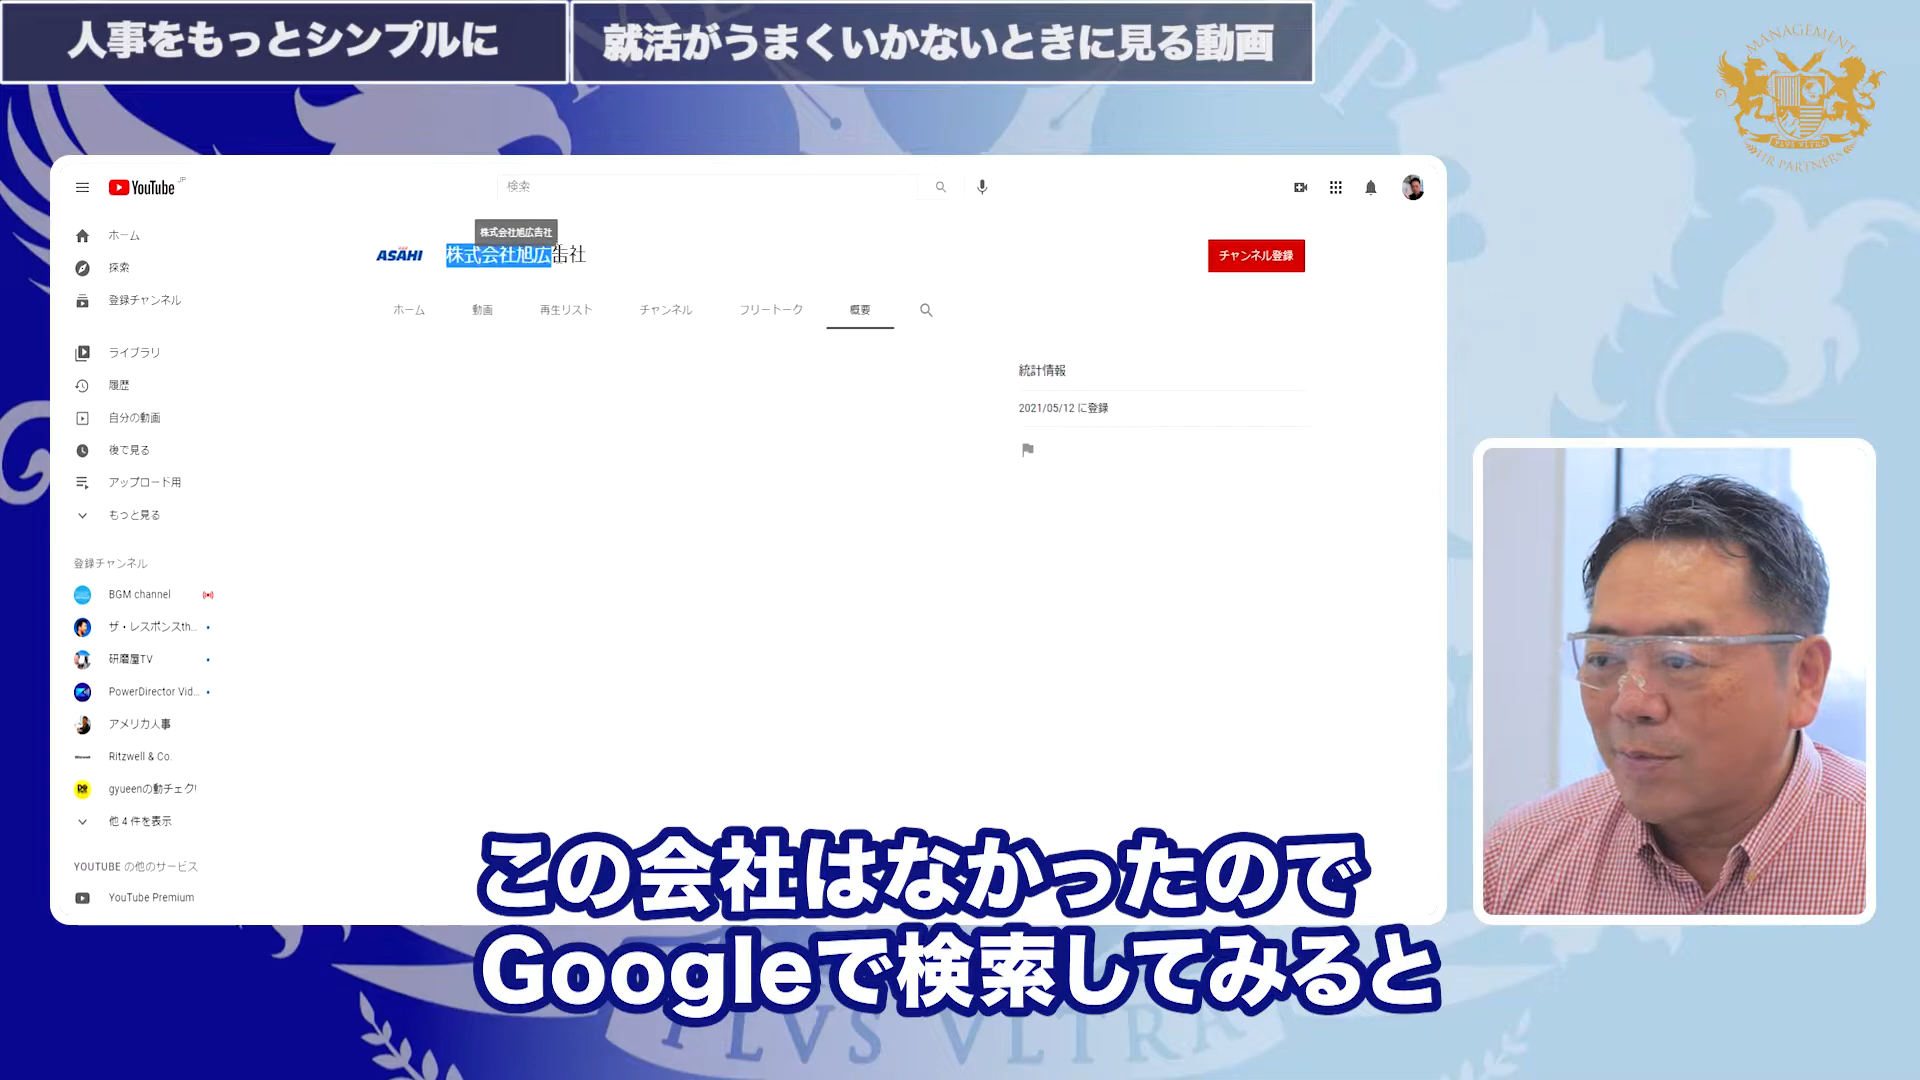 人事をもっとシンプルに
就活がうまくいかないときに見る動画
MANAGEMENT
PLVS VLTRA
HR PARTNERS
YouTube JP
検索
ホーム
探索
登録チャンネル
ライブラリ
履歴
自分の動画
後で見る
アップロード用
もっと見る
登録チャンネル
BGM channel
ザ・レスポンスth...
研磨屋TV
PowerDirector Vid...
アメリカ人事
Ritzwell & Co.
gyueenの動チェク!
他 4 件を表示
YOUTUBE の他のサービス
YouTube Premium
株式会社旭広告社
ASAHI
株式会社旭広告社
チャンネル登録
ホーム
動画
再生リスト
チャンネル
フリートーク
概要
統計情報
2021/05/12 に登録
この会社はなかったので
Googleで検索してみると
PLVS VLTRA